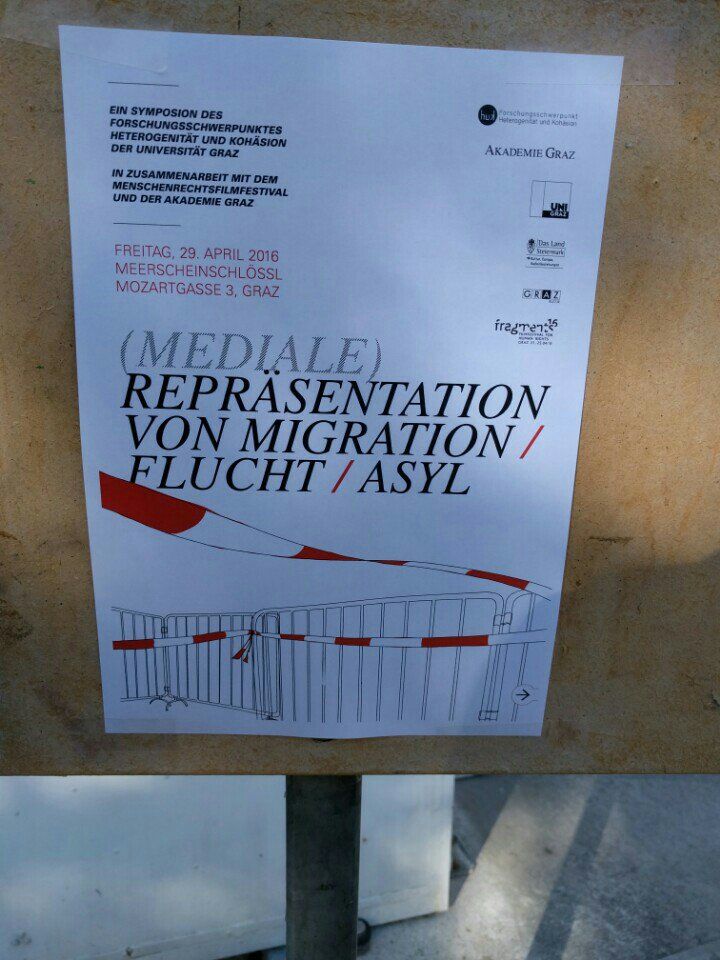 EIN SYMPOSION DES
FORSCHUNGSSCHWERPUNKTES
HETEROGENITÄT UND KOHÄSION
DER UNIVERSITÄT GRAZ
IN ZUSAMMENARBEIT MIT DEM
MENSCHENRECHTSFILMFESTIVAL
UND DER AKADEMIE GRAZ
FREITAG, 29. APRIL 2016
MEERSCHEINSCHLÖSSL
MOZARTGASSE 3, GRAZ
Forschungsschwerpunkt
Heterogenität und Kohäsion
AKADEMIE GRAZ
UNI
GRAZ
Das Land
Steiermark
GRAZ
fragments
(MEDIALE)
REPRÄSENTATION
VON MIGRATION /
FLUCHT / ASYL